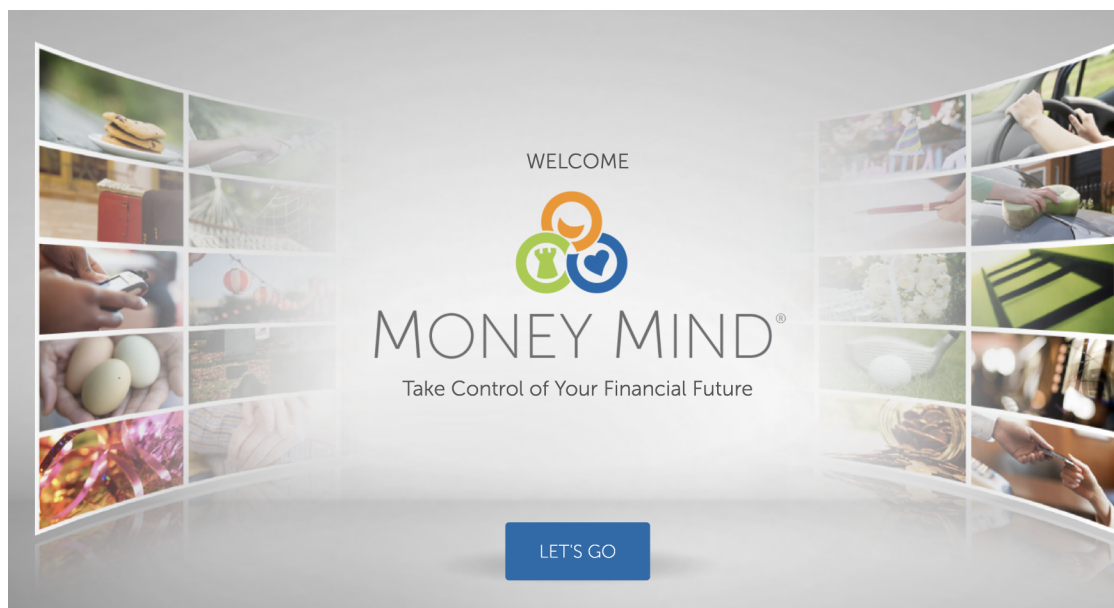 WELCOME
MONEY MIND®
Take Control of Your Financial Future
LET'S GO